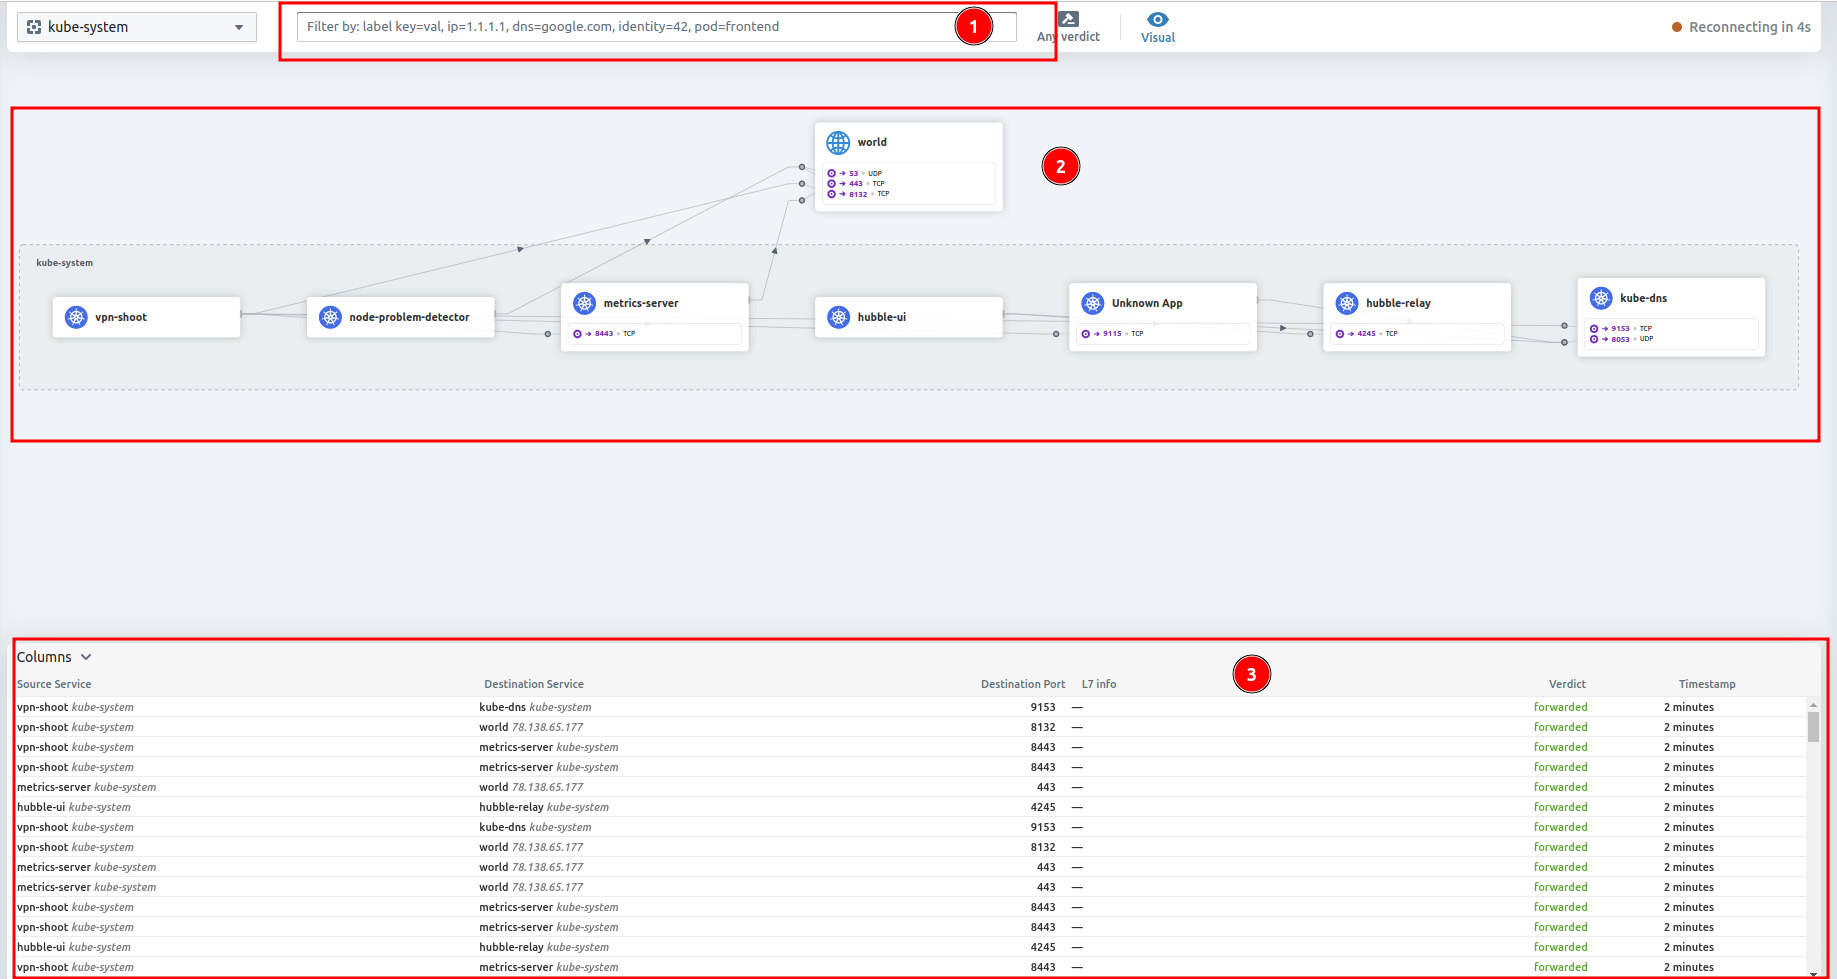 kube-system
Filter by: label key=val, ip=1.1.1.1, dns=google.com, identity=42, pod=frontend
1
Any verdict
Visual
Reconnecting in 4s
world
53 UDP
443 TCP
8132 TCP
2
kube-system
vpn-shoot
node-problem-detector
metrics-server
8443 TCP
hubble-ui
Unknown App
9115 TCP
hubble-relay
4245 TCP
kube-dns
9153 TCP
8053 UDP
Columns
3
Source Service Destination Service Destination Port L7 info Verdict Timestamp
vpn-shoot kube-system kube-dns kube-system 9153 — forwarded 2 minutes
vpn-shoot kube-system world 78.138.65.177 8132 — forwarded 2 minutes
vpn-shoot kube-system metrics-server kube-system 8443 — forwarded 2 minutes
vpn-shoot kube-system metrics-server kube-system 8443 — forwarded 2 minutes
metrics-server kube-system world 78.138.65.177 443 — forwarded 2 minutes
hubble-ui kube-system hubble-relay kube-system 4245 — forwarded 2 minutes
vpn-shoot kube-system kube-dns kube-system 9153 — forwarded 2 minutes
vpn-shoot kube-system world 78.138.65.177 8132 — forwarded 2 minutes
metrics-server kube-system world 78.138.65.177 443 — forwarded 2 minutes
metrics-server kube-system world 78.138.65.177 443 — forwarded 2 minutes
vpn-shoot kube-system metrics-server kube-system 8443 — forwarded 2 minutes
vpn-shoot kube-system metrics-server kube-system 8443 — forwarded 2 minutes
hubble-ui kube-system hubble-relay kube-system 4245 — forwarded 2 minutes
vpn-shoot kube-system metrics-server kube-system 8443 — forwarded 2 minutes